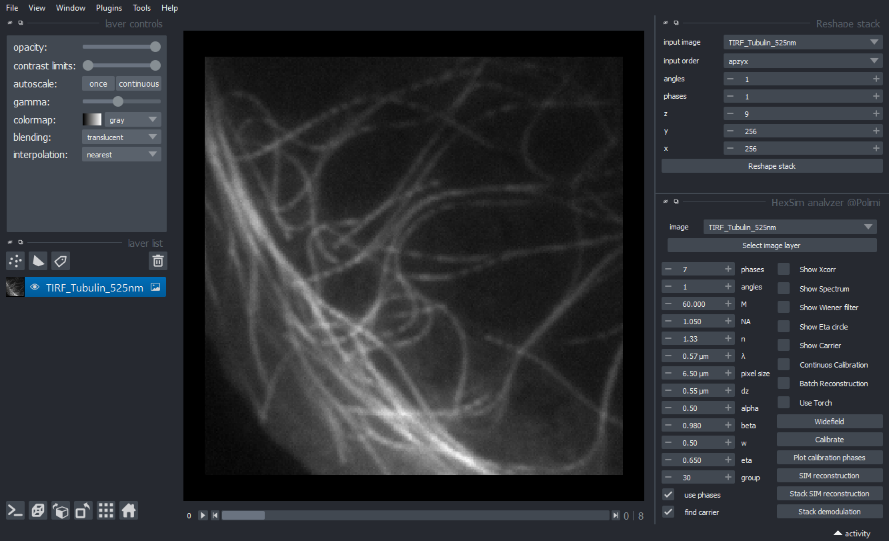 File View Window Plugins Tools Help
layer controls
opacity:
contrast limits:
autoscale: once continuous
gamma:
colormap: gray
blending: translucent
interpolation: nearest
layer list
TIRF_Tubulin_525nm
0 0 | 8
Reshape stack
input image TIRF_Tubulin_525nm
input order apzyx
angles 1
phases 1
z 9
y 256
x 256
Reshape stack
HexSim analyzer @Polmi
image TIRF_Tubulin_525nm
Select image layer
7 phases
1 angles
60.000 M
1.050 NA
1.33 n
0.57 µm λ
6.50 µm pixel size
0.55 µm dz
0.50 alpha
0.980 beta
0.50 w
0.650 eta
30 group
use phases
find carrier
Show Xcorr
Show Spectrum
Show Wiener filter
Show Eta circle
Show Carrier
Continuos Calibration
Batch Reconstruction
Use Torch
Widefield
Calibrate
Plot calibration phases
SIM reconstruction
Stack SIM reconstruction
Stack demodulation
activity